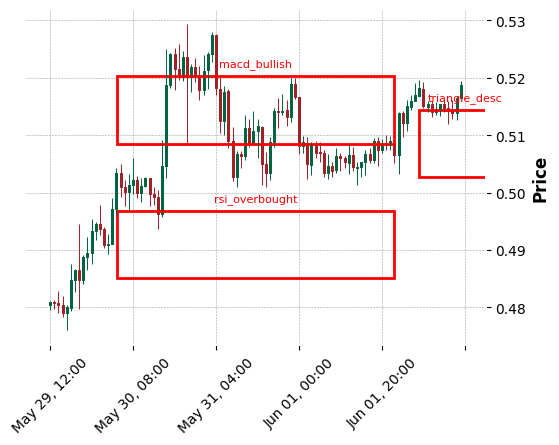 0.53
macd_bullish
0.52
triangle_desc
0.51
Price
0.50
rsi_overbought
0.49
0.48
May 29, 12:00
May 30, 08:00
May 31, 04:00
Jun 01, 00:00
Jun 01, 20:00